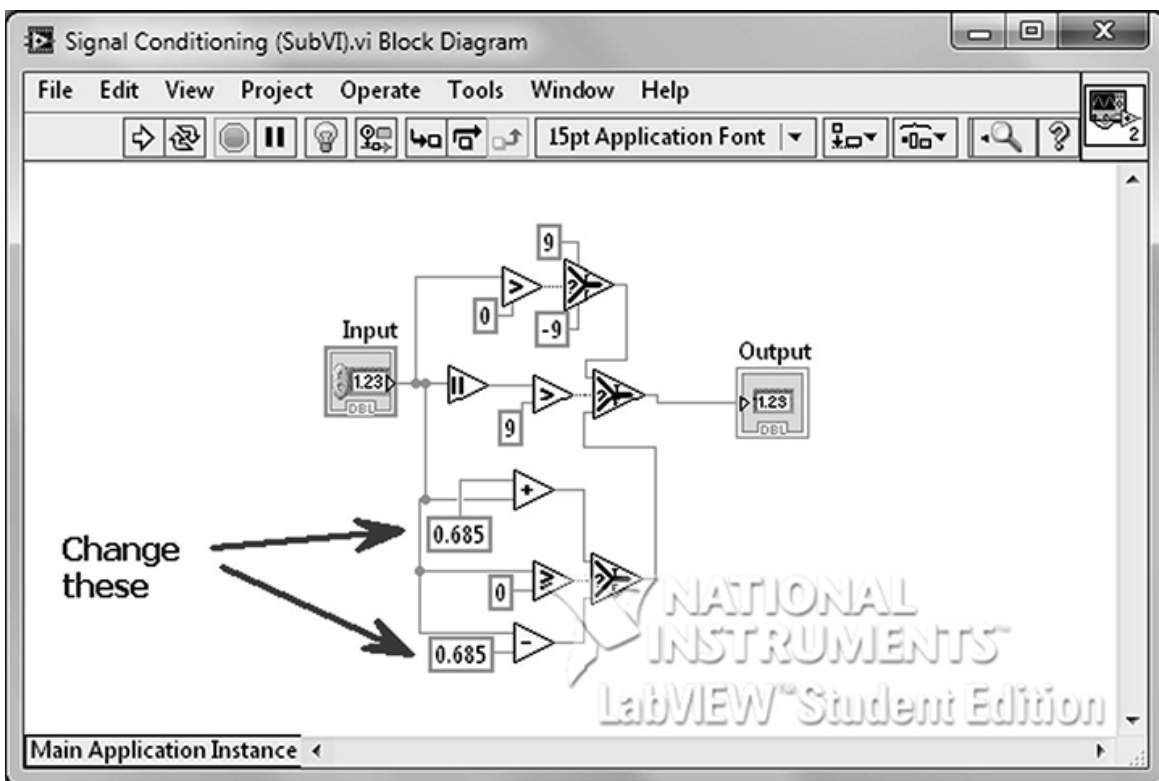 Signal Conditioning (SubVI).vi Block Diagram
File Edit View Project Operate Tools Window Help
15pt Application Font
2
9
>
?
0
-9
Input
1.23
DBL
>
?
9
Output
1.23
DBL
+
0.685
Change
these
≥
?
0
-
0.685
NATIONAL
INSTRUMENTS™
LabVIEW™ Student Edition
Main Application Instance